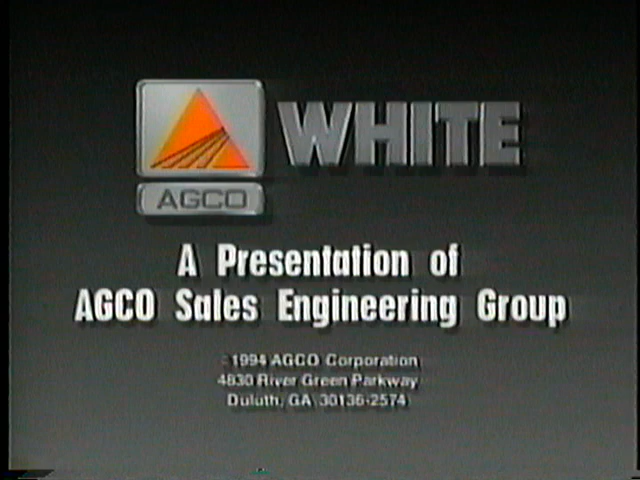 WHITE
AGCO
A Presentation of
AGCO Sales Engineering Group
©1994 AGCO Corporation
4830 River Green Parkway
Duluth, GA 30136-2574